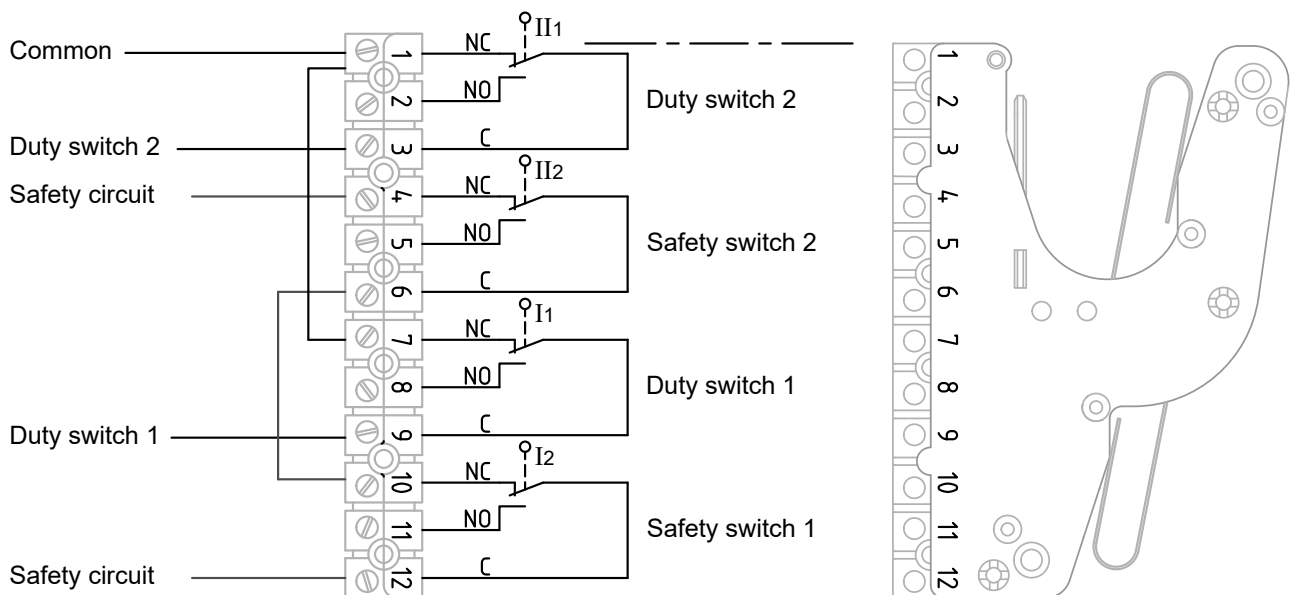 Common
Duty switch 2
Safety circuit
Duty switch 1
Safety circuit
1
2
3
4
5
6
7
8
9
10
11
12
NC
II1
NO
C
Duty switch 2
NC
II2
NO
C
Safety switch 2
NC
I1
NO
C
Duty switch 1
NC
I2
NO
C
Safety switch 1
1
2
3
4
5
6
7
8
9
10
11
12